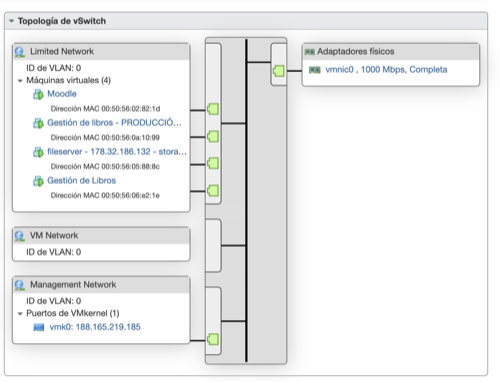 Topología de vSwitch
Limited Network
ID de VLAN: 0
Máquinas virtuales (4)
Moodle
Dirección MAC 00:50:56:02:82:1d
Gestión de libros - PRODUCCIÓ...
Dirección MAC 00:50:56:0a:10:99
fileserver - 178.32.186.132 - stora...
Dirección MAC 00:50:56:05:88:8c
Gestión de Libros
Dirección MAC 00:50:56:06:e2:1e
VM Network
ID de VLAN: 0
Management Network
ID de VLAN: 0
Puertos de VMkernel (1)
vmk0: 188.165.219.185
Adaptadores físicos
vmnic0 , 1000 Mbps, Completa